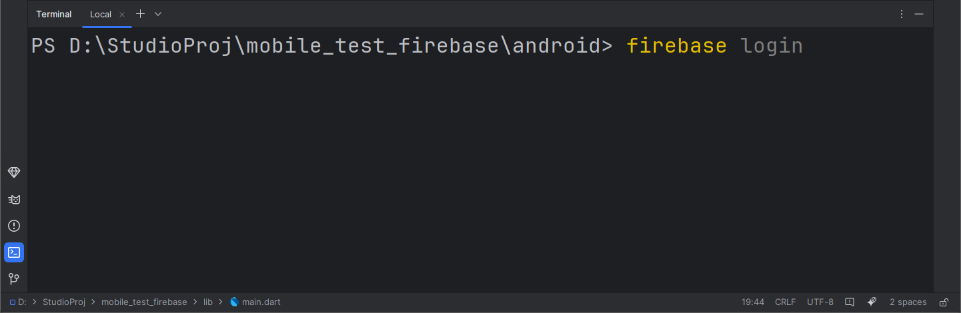 Terminal Local
PS D:\StudioProj\mobile_test_firebase\android> firebase login
D: > StudioProj > mobile_test_firebase > lib > main.dart 19:44 CRLF UTF-8 2 spaces